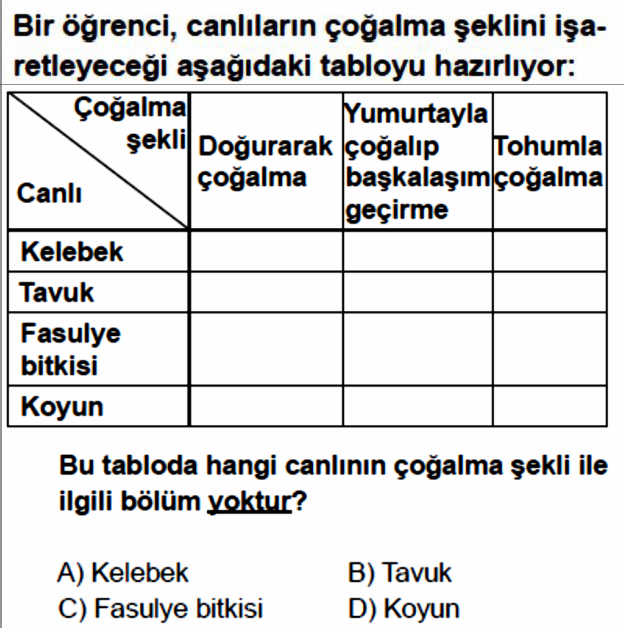 Bir öğrenci, canlıların çoğalma şeklini işa-
retleyeceği aşağıdaki tabloyu hazırlıyor:
Çoğalma
şekli
Canlı
Doğurarak
çoğalma
Yumurtayla
çoğalıp
başkalaşım
geçirme
Tohumla
çoğalma
Kelebek
Tavuk
Fasulye
bitkisi
Koyun
Bu tabloda hangi canlının çoğalma şekli ile
ilgili bölüm yoktur?
A) Kelebek
B) Tavuk
C) Fasulye bitkisi
D) Koyun